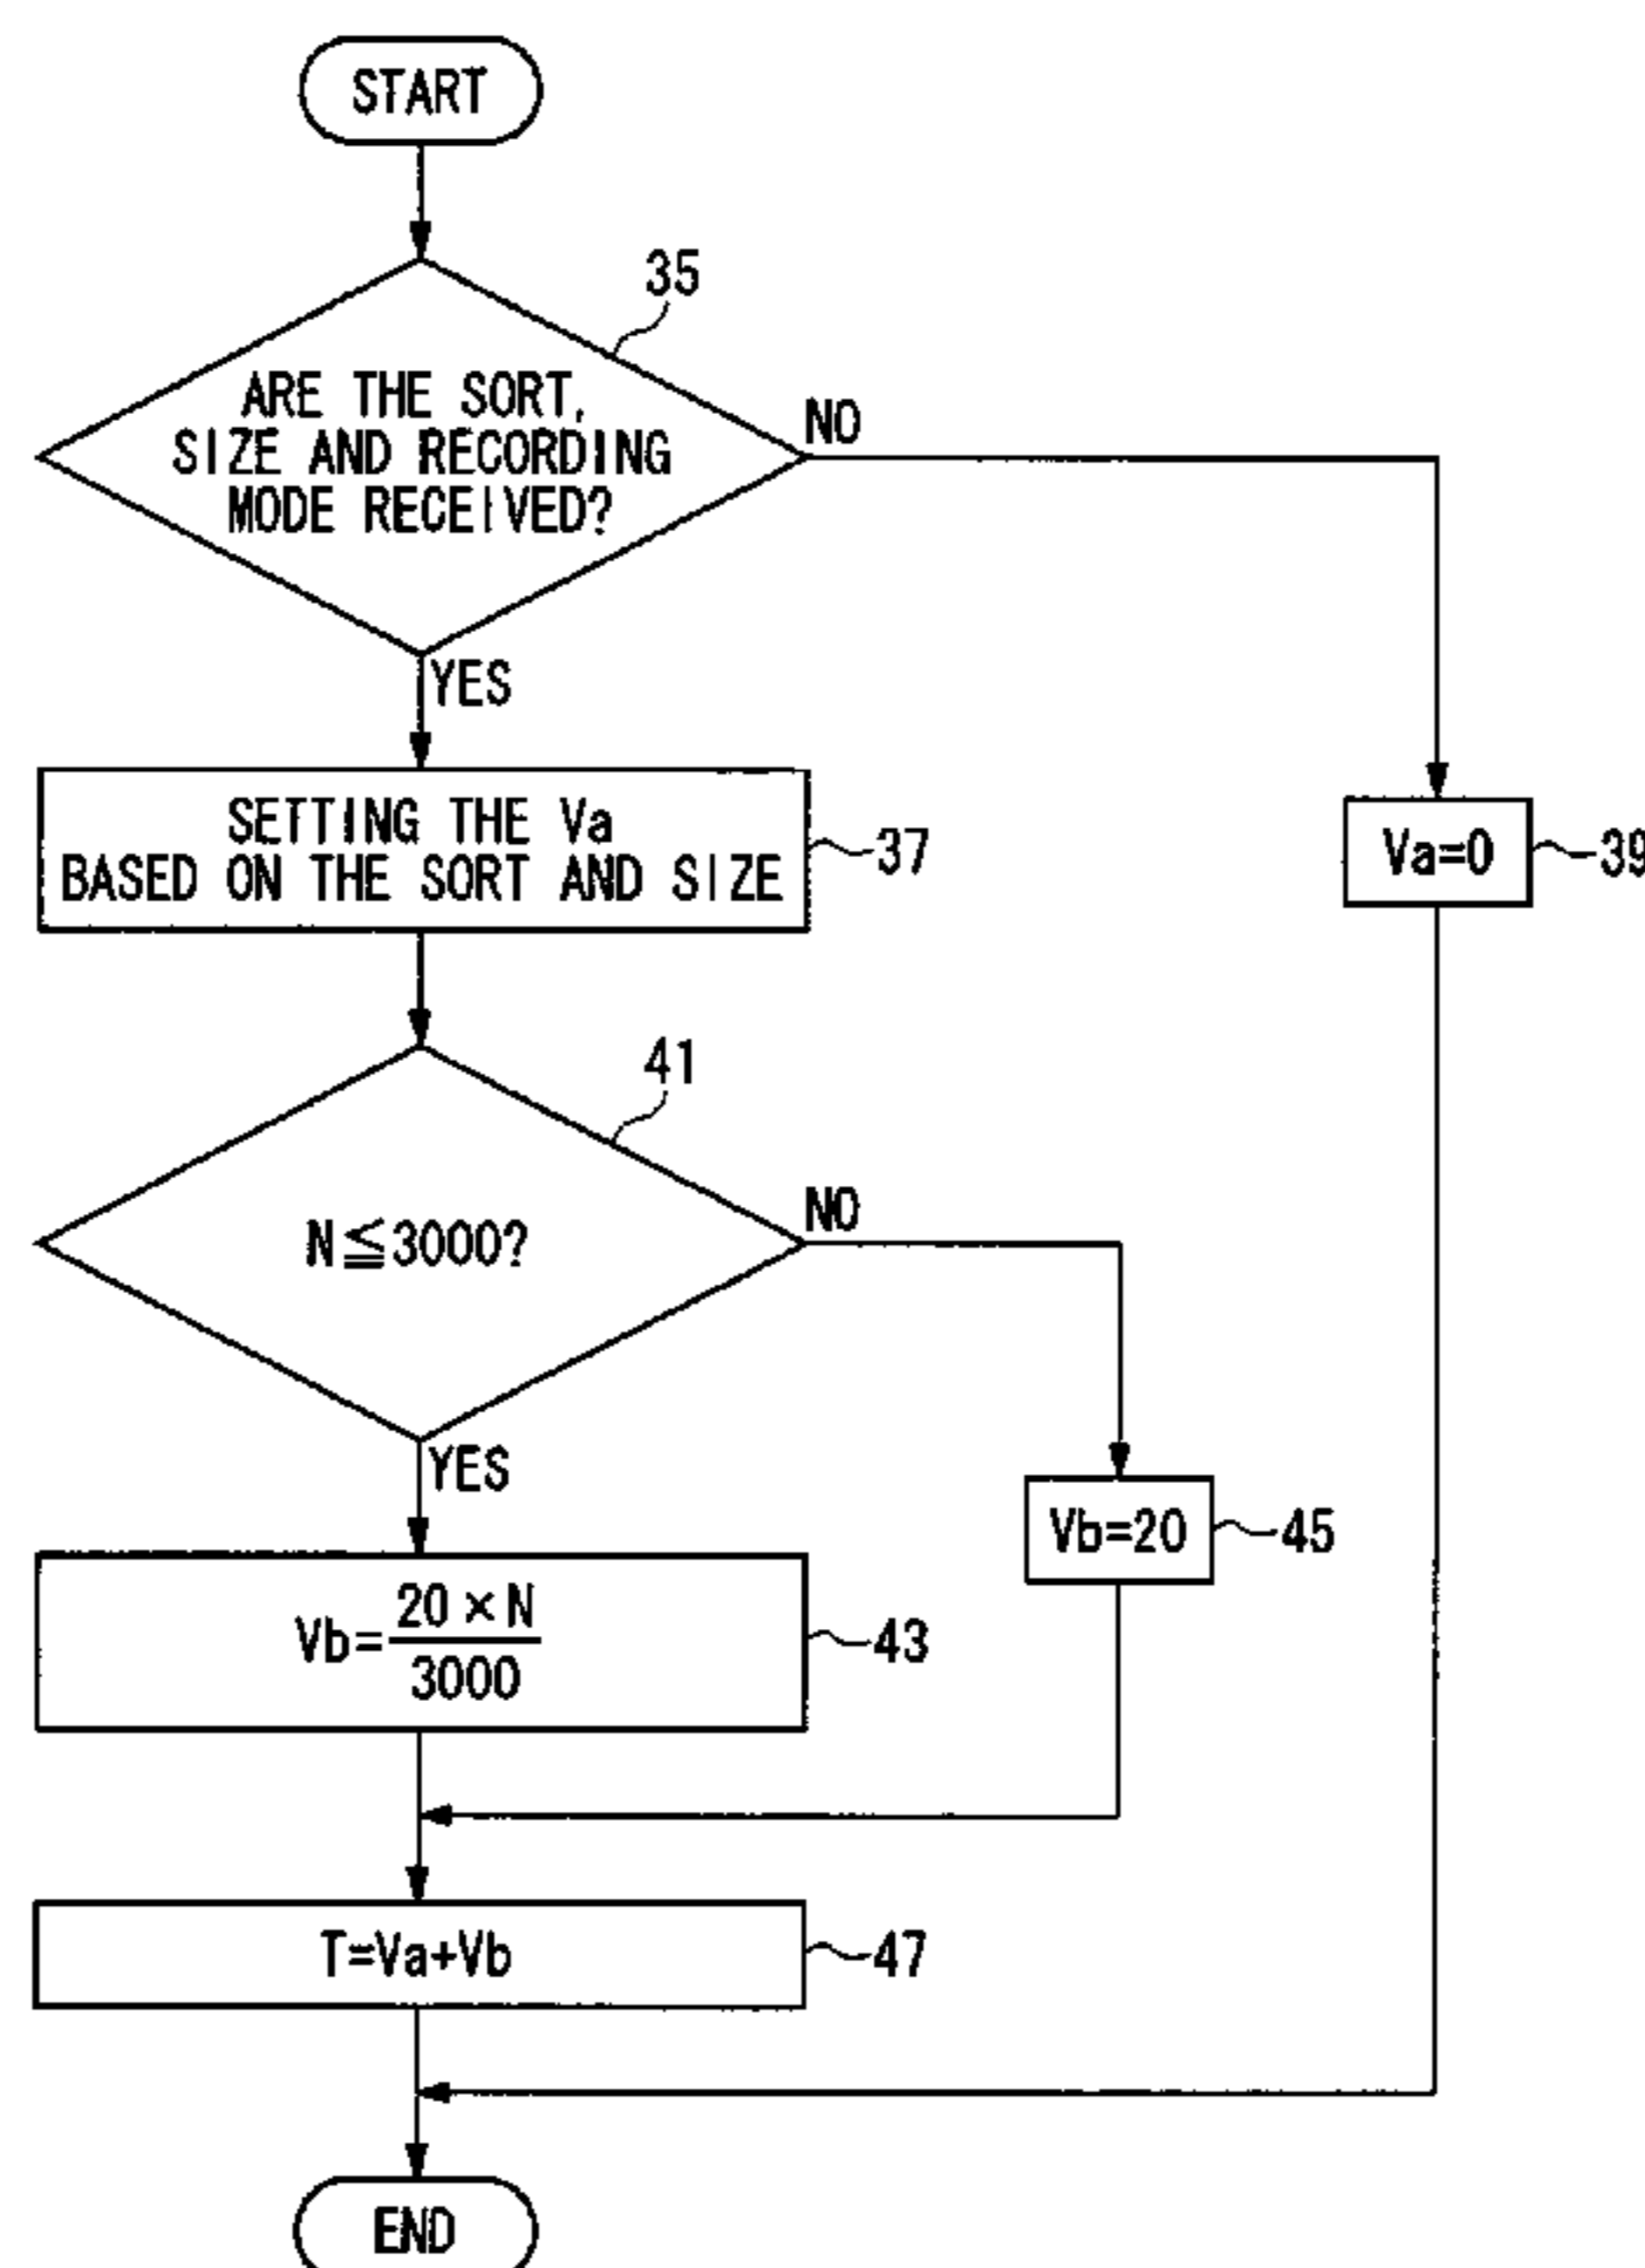 START
35
ARE THE SORT,
SIZE AND RECORDING
MODE RECEIVED?
NO
YES
SETTING THE Va
BASED ON THE SORT AND SIZE
37
Va=0
39
41
N≦3000?
NO
YES
Vb=20
45
Vb=
20×N
3000
43
T=Va+Vb
47
END